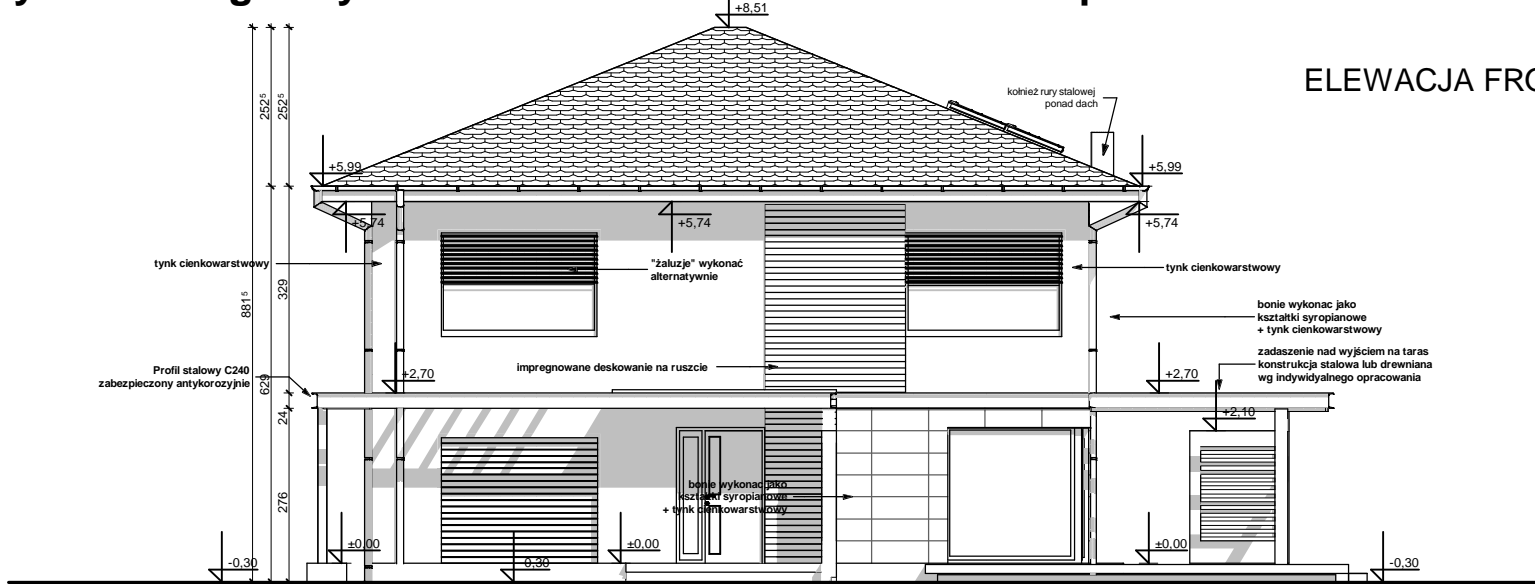 +8,51
ELEWACJA FRO
kołnież rury stalowej
ponad dach
252⁵
252⁵
+5,99
+5,99
+5,74
+5,74
+5,74
tynk cienkowarstwowy
"żaluzje" wykonać
alternatywnie
tynk cienkowarstwowy
329
881⁵
bonie wykonac jako
kształtki syropianowe
+ tynk cienkowarstwowy
zadaszenie nad wyjściem na taras
konstrukcja stalowa lub drewniana
wg indywidyalnego opracowania
Profil stalowy C240
zabezpieczony antykorozyjnie
impregnowane deskowanie na ruszcie
+2,70
+2,70
629
24
+2,10
276
bonie wykonac jako
kształtki syropianowe
+ tynk cienkowarstwowy
±0,00
±0,00
±0,00
-0,30
-0,30
-0,30